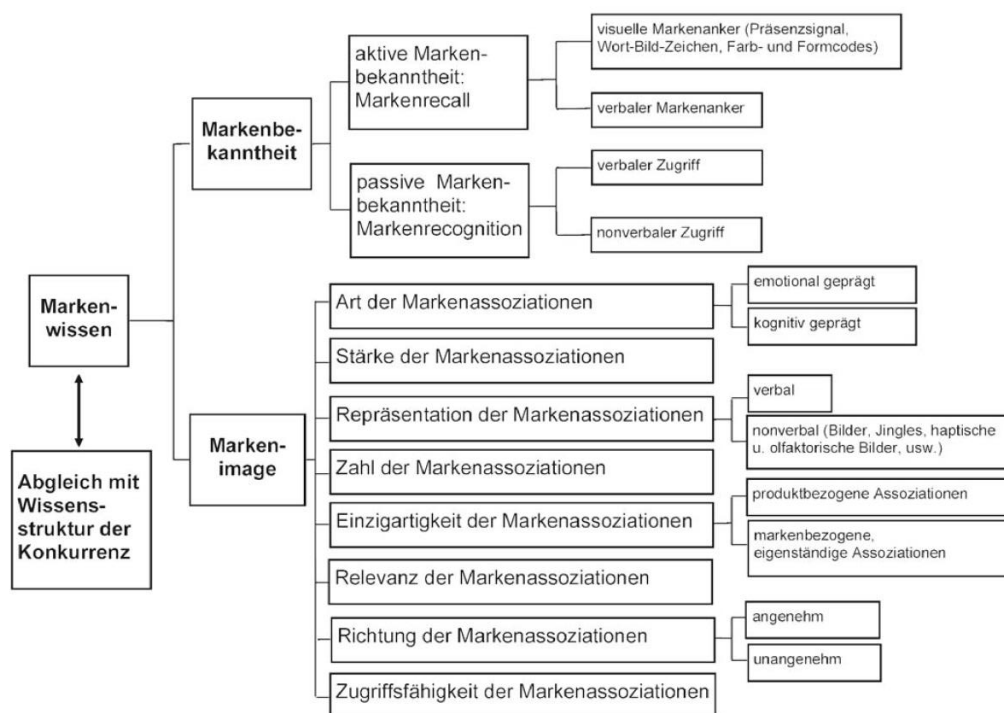 Markenwissen
Abgleich mit
Wissens-
struktur der
Konkurrenz
Markenbe-
kanntheit
aktive Marken-
bekanntheit:
Markenrecall
visuelle Markenanker (Präsenzsignal,
Wort-Bild-Zeichen, Farb- und Formcodes)
verbaler Markenanker
passive Marken-
bekanntheit:
Markenrecognition
verbaler Zugriff
nonverbaler Zugriff
Marken-
image
Art der Markenassoziationen
emotional geprägt
kognitiv geprägt
Stärke der Markenassoziationen
Repräsentation der Markenassoziationen
verbal
nonverbal (Bilder, Jingles, haptische
u. olfaktorische Bilder, usw.)
Zahl der Markenassoziationen
Einzigartigkeit der Markenassoziationen
produktbezogene Assoziationen
markenbezogene,
eigenständige Assoziationen
Relevanz der Markenassoziationen
Richtung der Markenassoziationen
angenehm
unangenehm
Zugriffsfähigkeit der Markenassoziationen